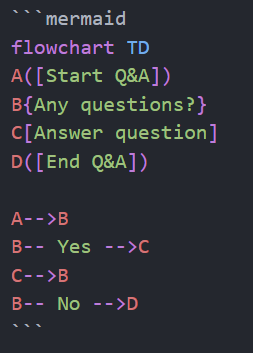 ```mermaid
flowchart TD
A([Start Q&A])
B{Any questions?}
C[Answer question]
D([End Q&A])

A-->B
B-- Yes -->C
C-->B
B-- No -->D
```